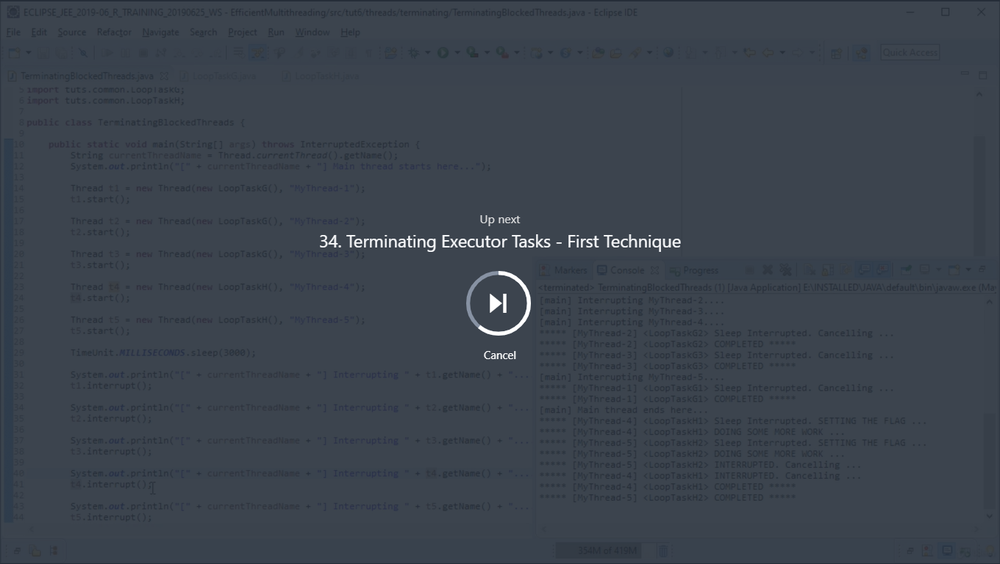 ECLIPSE_JEE_2019-06_R_TRAINING_20190625_WS - EfficientMultithreading/src/tut6/threads/terminating/TerminatingBlockedThreads.java - Eclipse IDE
File Edit Source Refactor Navigate Search Project Run Window Help
Quick Access
TerminatingBlockedThreads.java LoopTaskG.java LoopTaskH.java
5 import tuts.common.LoopTaskG;
6 import tuts.common.LoopTaskH;
7
8 public class TerminatingBlockedThreads {
9
10 public static void main(String[] args) throws InterruptedException {
11 String currentThreadName = Thread.currentThread().getName();
12 System.out.println("[" + currentThreadName + "] Main thread starts here...");
13
14 Thread t1 = new Thread(new LoopTaskG(), "MyThread-1");
15 t1.start();
16
17 Thread t2 = new Thread(new LoopTaskG(), "MyThread-2");
18 t2.start();
19
20 Thread t3 = new Thread(new LoopTaskG(), "MyThread-3");
21 t3.start();
22
23 Thread t4 = new Thread(new LoopTaskH(), "MyThread-4");
24 t4.start();
25
26 Thread t5 = new Thread(new LoopTaskH(), "MyThread-5");
27 t5.start();
28
29 TimeUnit.MILLISECONDS.sleep(3000);
30
31 System.out.println("[" + currentThreadName + "] Interrupting " + t1.getName() + "...
32 t1.interrupt();
33
34 System.out.println("[" + currentThreadName + "] Interrupting " + t2.getName() + "...
35 t2.interrupt();
36
37 System.out.println("[" + currentThreadName + "] Interrupting " + t3.getName() + "...
38 t3.interrupt();
39
40 System.out.println("[" + currentThreadName + "] Interrupting " + t4.getName() + "...
41 t4.interrupt();
42
43 System.out.println("[" + currentThreadName + "] Interrupting " + t5.getName() + "...
44 t5.interrupt();
Up next
34. Terminating Executor Tasks - First Technique
Cancel
Markers Console Progress
<terminated> TerminatingBlockedThreads (1) [Java Application] E:\INSTALLED\JAVA\default\bin\javaw.exe (Ma
[main] Interrupting MyThread-2....
[main] Interrupting MyThread-3....
[main] Interrupting MyThread-4....
***** [MyThread-2] <LoopTaskG2> Sleep Interrupted. Cancelling ...
***** [MyThread-2] <LoopTaskG2> COMPLETED *****
***** [MyThread-3] <LoopTaskG3> Sleep Interrupted. Cancelling ...
***** [MyThread-3] <LoopTaskG3> COMPLETED *****
[main] Interrupting MyThread-5....
***** [MyThread-1] <LoopTaskG1> Sleep Interrupted. Cancelling ...
***** [MyThread-1] <LoopTaskG1> COMPLETED *****
[main] Main thread ends here...
***** [MyThread-4] <LoopTaskH1> Sleep Interrupted. SETTING THE FLAG ...
***** [MyThread-4] <LoopTaskH1> DOING SOME MORE WORK ...
***** [MyThread-5] <LoopTaskH2> Sleep Interrupted. SETTING THE FLAG ...
***** [MyThread-5] <LoopTaskH2> DOING SOME MORE WORK ...
***** [MyThread-5] <LoopTaskH2> INTERRUPTED. Cancelling ...
***** [MyThread-4] <LoopTaskH1> INTERRUPTED. Cancelling ...
***** [MyThread-4] <LoopTaskH1> COMPLETED *****
***** [MyThread-5] <LoopTaskH2> COMPLETED *****
354M of 419M